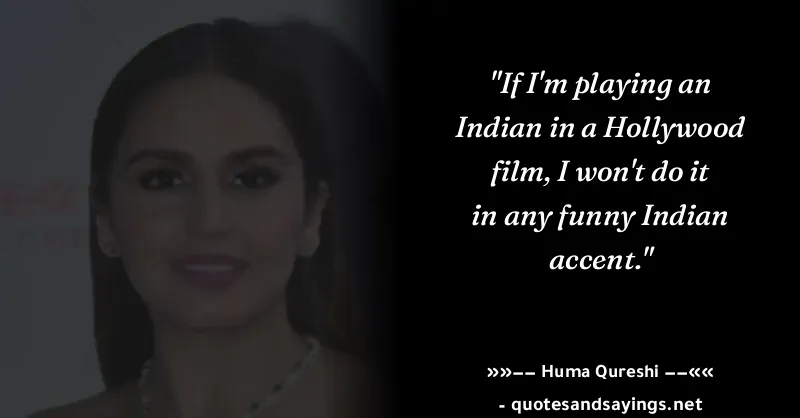 "If I'm playing an
Indian in a Hollywood
film, I won't do it
in any funny Indian
accent."
»»−− Huma Qureshi −−««
- quotesandsayings.net